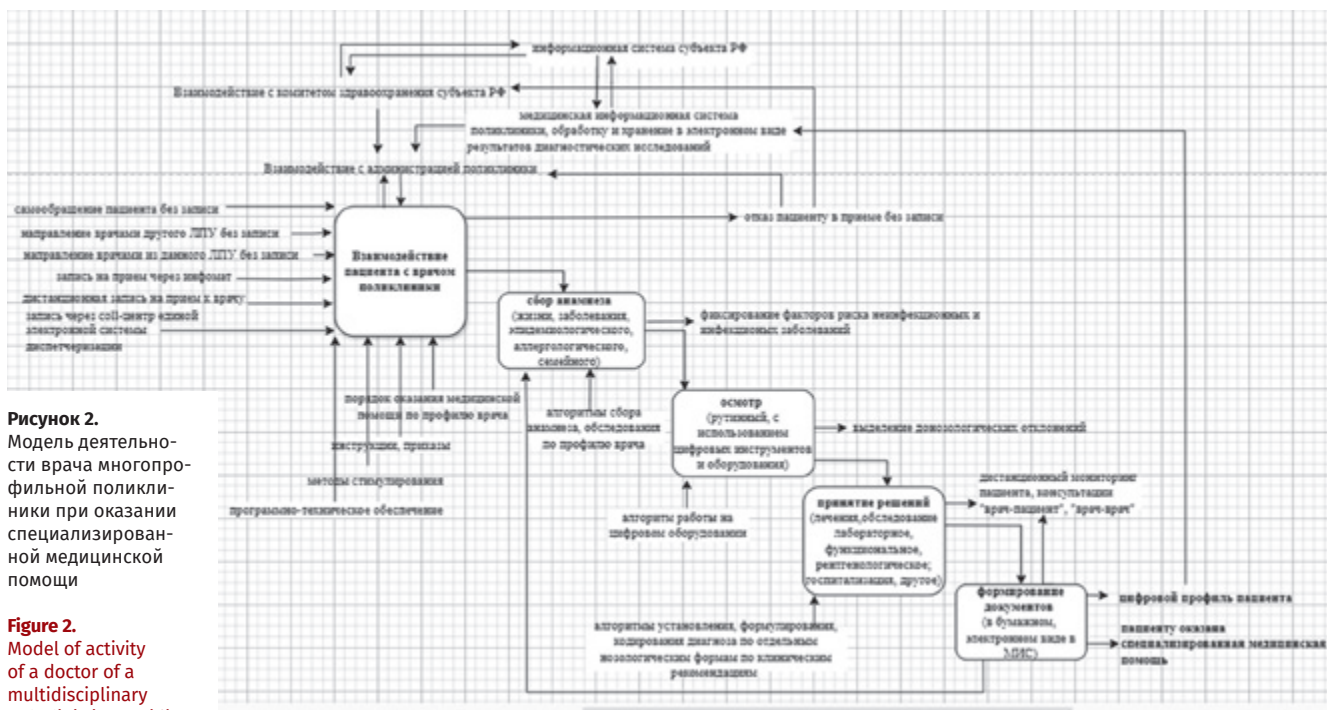 информационная система субъекта РФ
Взаимодействие с комитетом здравоохранения субъекта РФ
медицинская информационная система
поликлиники, обработку и хранение в электронном виде
результатов диагностических исследований
Взаимодействие с администрацией поликлиники
самообращение пациента без записи
направление врачами другого ЛПУ без записи
направление врачами из данного ЛПУ без записи
запись на прием через инфомат
дистанционная запись на прием к врачу
запись через coll-центр единой
электронной системы
диспетчеризации
Взаимодействие
пациента с врачом
поликлиники
отказ пациенту в приеме без записи
сбор анамнеза
(жизни, заболевания,
эпидемиологического,
аллергологического,
семейного)
фиксирование факторов риска неинфекционных и
инфекционых заболеваний
порядок оказания медицинской
помощи по профилю врача
инструкции, приказы
методы стимулирования
программно-техническое обеспечение
алгоритмы сбора
анамнеза, обследования
по профилю врача
осмотр
(рутинный, с
использованием
цифровых инструментов
и оборудования)
выделение донозологических отклонений
алгоритм работы на
цифровом оборудовании
принятие решений
(лечения,обследование
лабораторное,
функциональное,
рентгенологическое;
госпитализация, другое)
дистанционный мониторинг
пациента, консультации
"врач-пациент", "врач-врач"
алгоритмы установления, формулирования,
кодирования диагноза по отдельным
нозологическим формам по клиническим
рекомендациям
формирование
документов
(в бумажном,
электронном виде в
МИС)
цифровой профиль пациента
пациенту оказана
специализированная медицинская
помощь
Рисунок 2.
Модель деятельно-
сти врача многопро-
фильной поликли-
ники при оказании
специализирован-
ной медицинской
помощи
Figure 2.
Model of activity
of a doctor of a
multidisciplinary